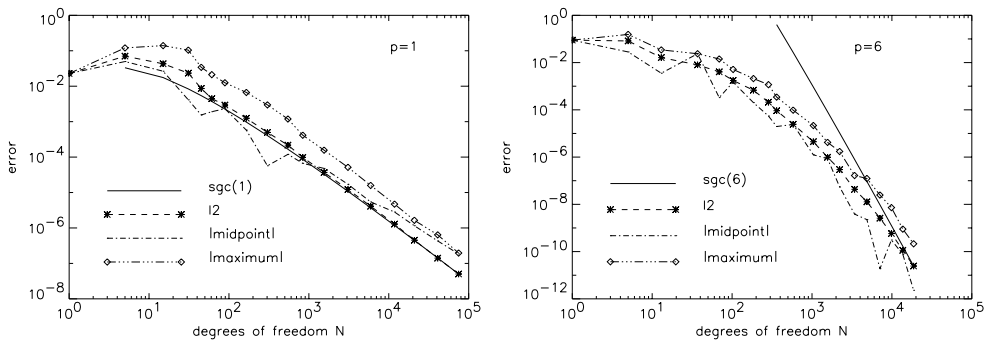 10^0
10^-2
10^-4
10^-6
10^-8
error
p=1
sgc(1)
l2
|midpoint|
|maximum|
10^0 10^1 10^2 10^3 10^4 10^5
degrees of freedom N
10^0
10^-2
10^-4
10^-6
10^-8
10^-10
10^-12
error
p=6
sgc(6)
l2
|midpoint|
|maximum|
10^0 10^1 10^2 10^3 10^4 10^5
degrees of freedom N